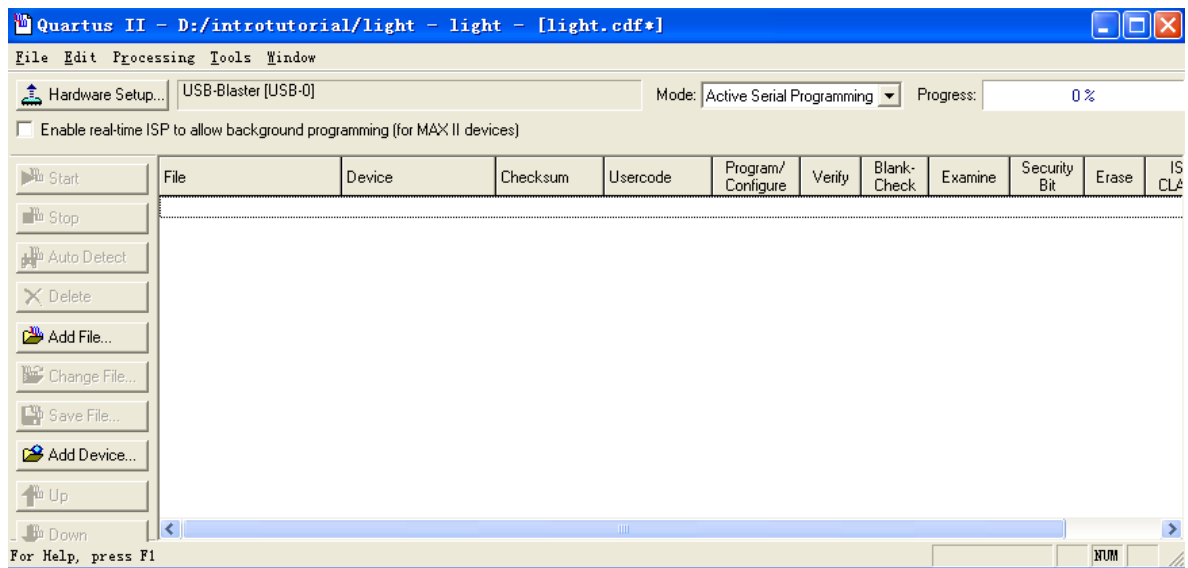 Quartus II - D:/introtutorial/light - light - [light.cdf*]
File Edit Processing Tools Window
Hardware Setup... USB-Blaster [USB-0] Mode: Active Serial Programming Progress: 0 %
Enable real-time ISP to allow background programming (for MAX II devices)
File Device Checksum Usercode Program/ Configure Verify Blank- Check Examine Security Bit Erase IS CLA
Start
Stop
Auto Detect
Delete
Add File...
Change File...
Save File...
Add Device...
Up
Down
For Help, press F1 NUM